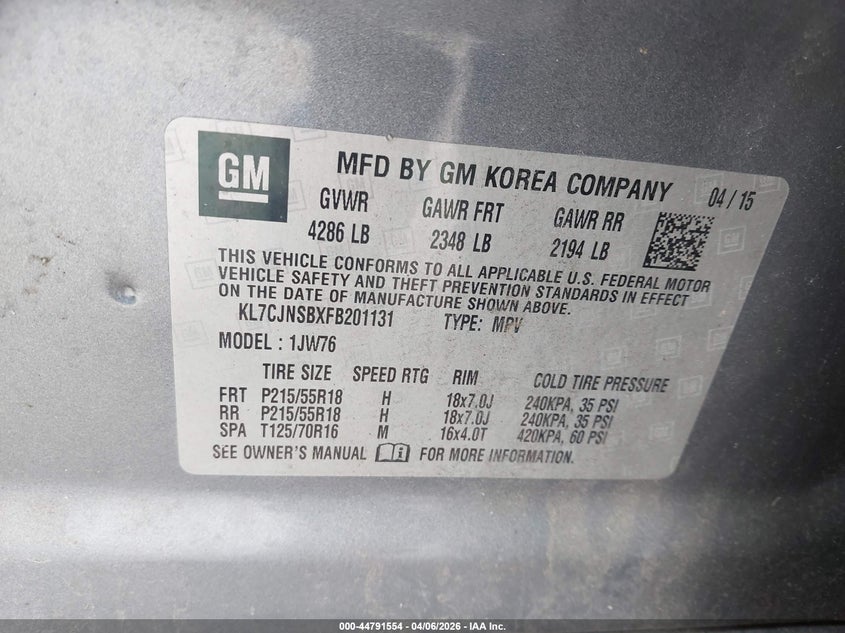 GM
MFD BY GM KOREA COMPANY 04 / 15
GVWR GAWR FRT GAWR RR
4286 LB 2348 LB 2194 LB
THIS VEHICLE CONFORMS TO ALL APPLICABLE U.S. FEDERAL MOTOR
VEHICLE SAFETY AND THEFT PREVENTION STANDARDS IN EFFECT
ON THE DATE OF MANUFACTURE SHOWN ABOVE.
KL7CJNSBXFB201131 TYPE: MPV
MODEL : 1JW76
TIRE SIZE SPEED RTG RIM COLD TIRE PRESSURE
FRT P215/55R18 H 18x7.0J 240KPA, 35 PSI
RR P215/55R18 H 18x7.0J 240KPA, 35 PSI
SPA T125/70R16 M 16x4.0T 420KPA, 60 PSI
SEE OWNER'S MANUAL FOR MORE INFORMATION.
000-44791554 - 04/06/2026 - IAA Inc.